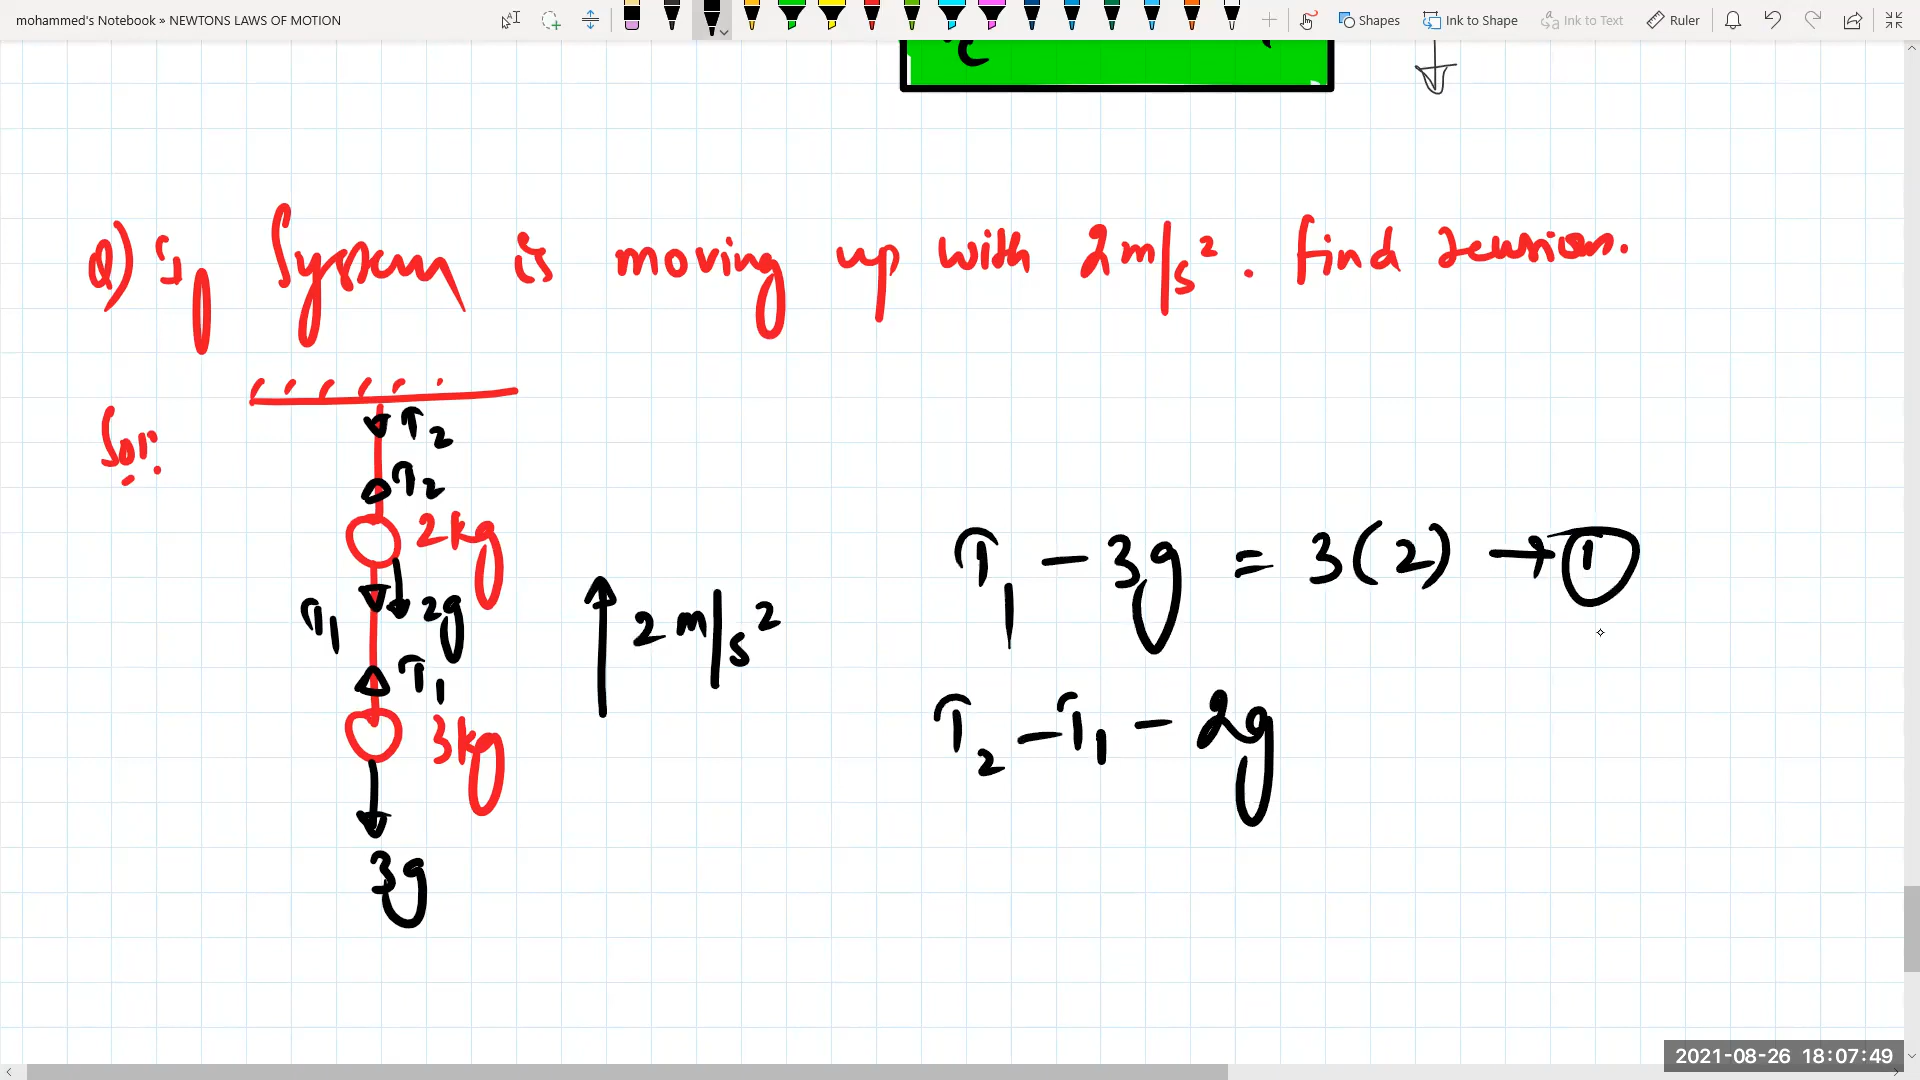 mohammed's Notebook » NEWTONS LAWS OF MOTION
Shapes
Ink to Shape
Ink to Text
Ruler
Q) If System is moving up with 2 m/s². Find tension.
Sol:
T₂
T₂
2kg
T₁
2g
T₁
3kg
3g
2 m/s²
T₁ – 3g = 3(2) → ①
T₂ – T₁ – 2g
2021-08-26 18:07:49